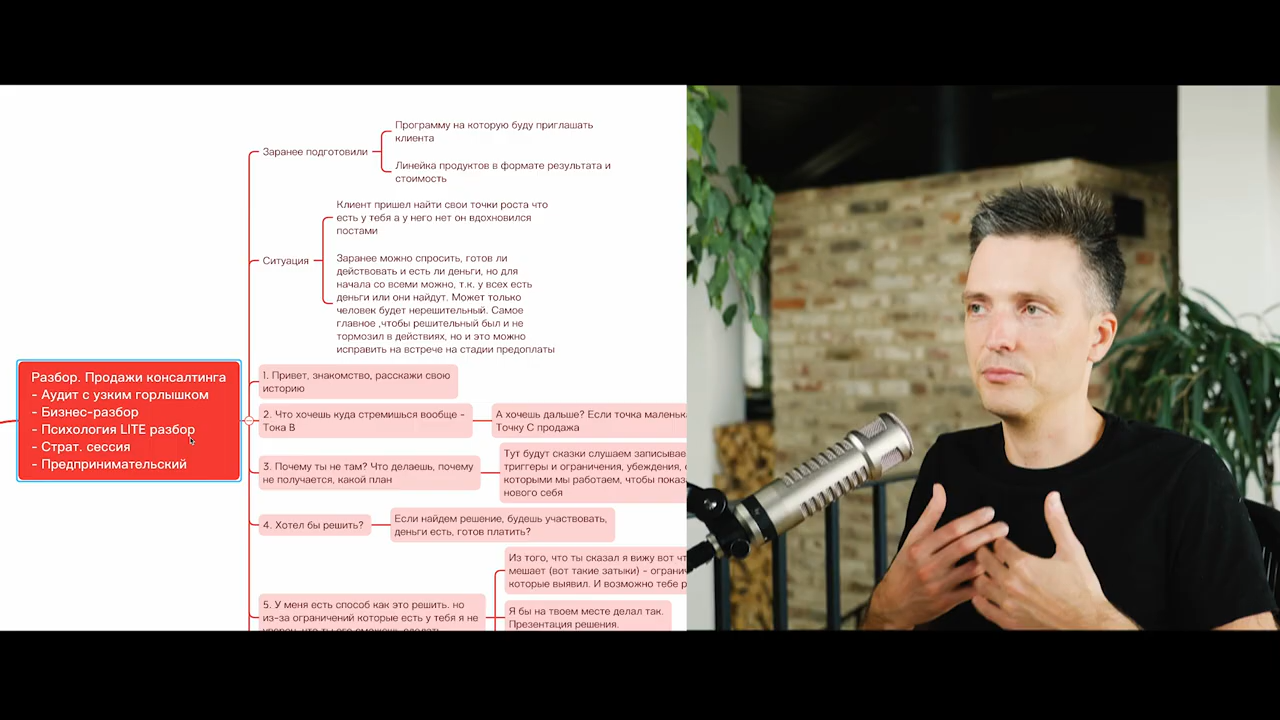 Программу на которую буду приглашать
клиента
Заранее подготовили
Линейка продуктов в формате результата и
стоимость
Клиент пришел найти свои точки роста что
есть у тебя а у него нет он вдохновился
постами
Ситуация
Заранее можно спросить, готов ли
действовать и есть ли деньги, но для
начала со всеми можно, т.к. у всех есть
деньги или они найдут. Может только
человек будет нерешительный. Самое
главное ,чтобы решительный был и не
тормозил в действиях, но и это можно
исправить на встрече на стадии предоплаты
Разбор. Продажи консалтинга
- Аудит с узким горлышком
- Бизнес-разбор
- Психология LITE разбор
- Страт. сессия
- Предпринимательский
1. Привет, знакомство, расскажи свою
историю
2. Что хочешь куда стремишься вообще -
Тока В
А хочешь дальше? Если точка
Точку С продажа
3. Почему ты не там? Что делаешь, почему
не получается, какой план
Тут будут сказки слушаем
триггеры и ограничения, убеждения,
которыми мы работаем, чтобы
нового себя
4. Хотел бы решить?
Если найдем решение, будешь участвовать,
деньги есть, готов платить?
5. У меня есть способ как это решить. но
из-за ограничений которые есть у тебя я не
Из того, что ты сказал я вижу вот
мешает (вот такие затыки) -
которые выявил. И возможно тебе
Я бы на твоем месте делал так.
Презентация решения.